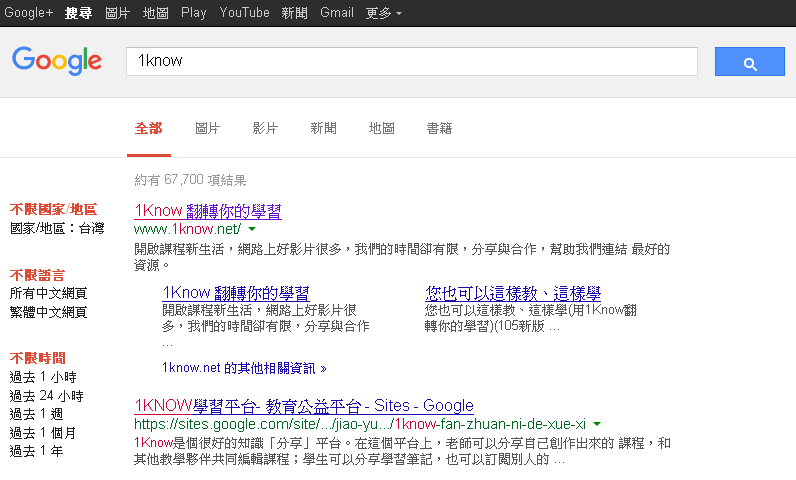 Google+ 搜尋 圖片 地圖 Play YouTube 新聞 Gmail 更多
Google 1know
全部 圖片 影片 新聞 地圖 書籍
約有 67,700 項結果
不限國家/地區
國家/地區：台灣
不限語言
所有中文網頁
繁體中文網頁
不限時間
過去 1 小時
過去 24 小時
過去 1 週
過去 1 個月
過去 1 年
1Know 翻轉你的學習
www.1know.net/
開啟課程新生活，網路上好影片很多，我們的時間卻有限，分享與合作，幫助我們連結 最好的
資源。
1Know 翻轉你的學習
開啟課程新生活，網路上好影片很
多，我們的時間卻有限，分享與合作
...
您也可以這樣教、這樣學
您也可以這樣教、這樣學(用1Know翻
轉你的學習)(105新版 ...
1know.net 的其他相關資訊 »
1KNOW學習平台- 教育公益平台 - Sites - Google
https://sites.google.com/site/.../jiao-yu.../1know-fan-zhuan-ni-de-xue-xi
1Know是個很好的知識「分享」平台。在這個平台上，老師可以分享自己創作出來的 課程，和
其他教學夥伴共同編輯課程；學生可以分享學習筆記，也可以訂閱別人的 ...